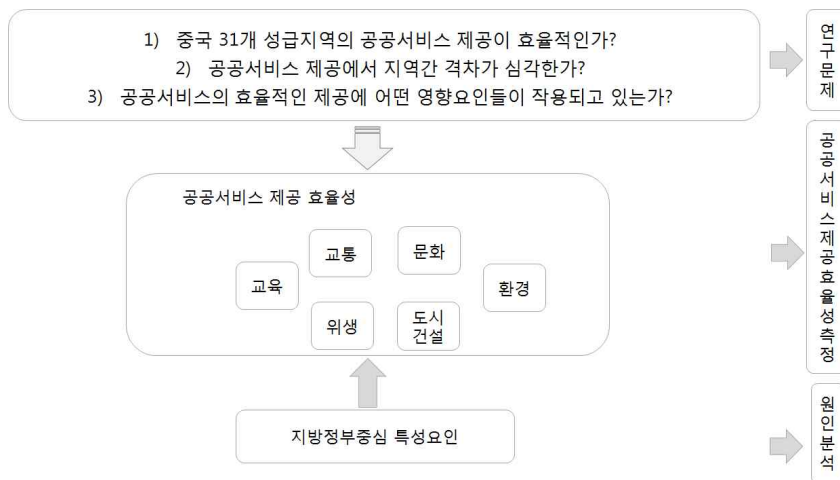 1) 중국 31개 성급지역의 공공서비스 제공이 효율적인가?
2) 공공서비스 제공에서 지역간 격차가 심각한가?
3) 공공서비스의 효율적인 제공에 어떤 영향요인들이 작용되고 있는가?
연구문제
공공서비스 제공 효율성
교통
문화
교육
환경
위생
도시
건설
공공서비스제공효율성측정
지방정부중심 특성요인
원인분석